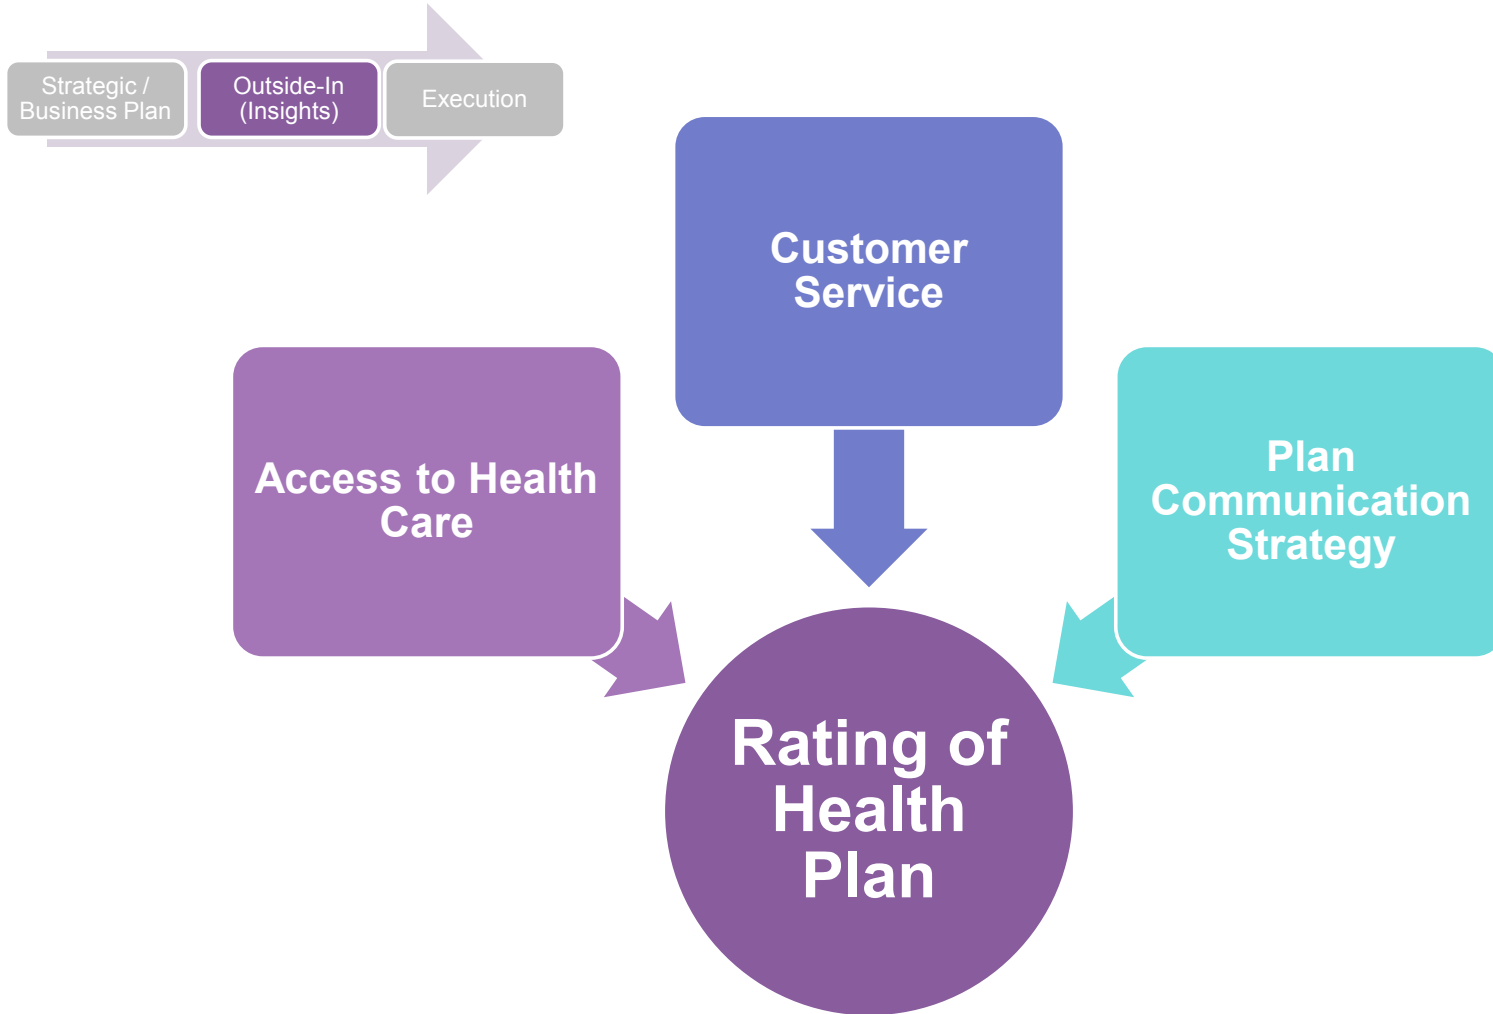 Strategic /
Business Plan
Outside-In
(Insights)
Execution
Customer
Service
Access to Health
Care
Plan
Communication
Strategy
Rating of
Health
Plan